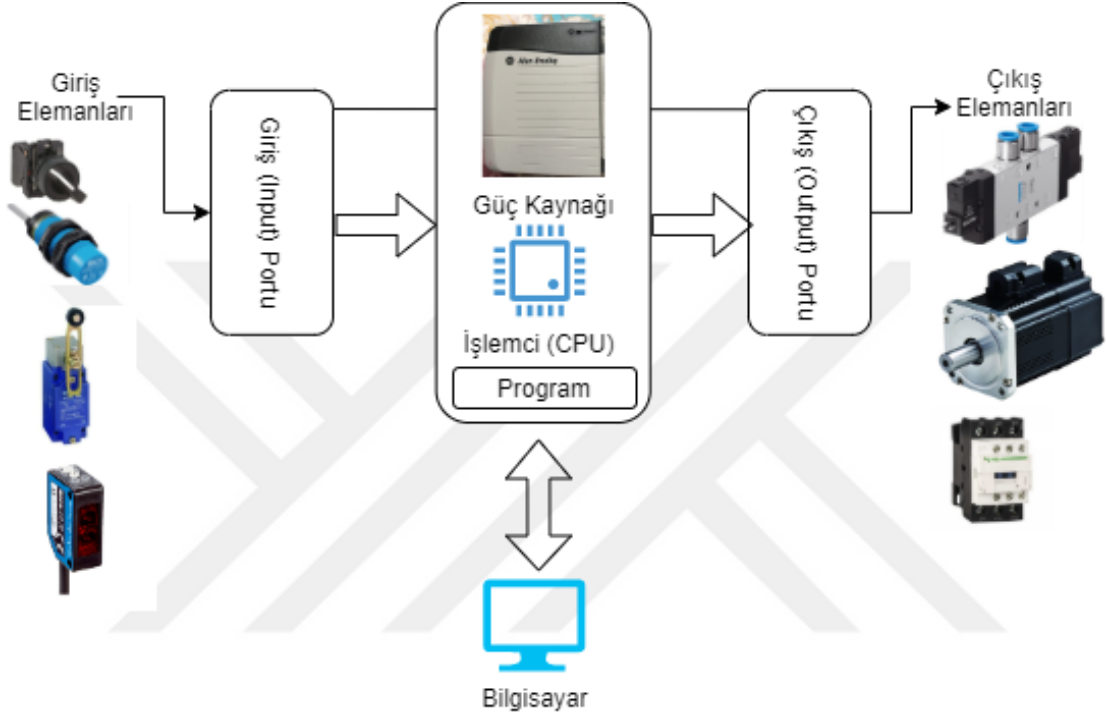 Giriş
Elemanları
Giriş (Input) Portu
Allen-Bradley
Güç Kaynağı
İşlemci (CPU)
Program
Çıkış (Output) Portu
Çıkış
Elemanları
Bilgisayar